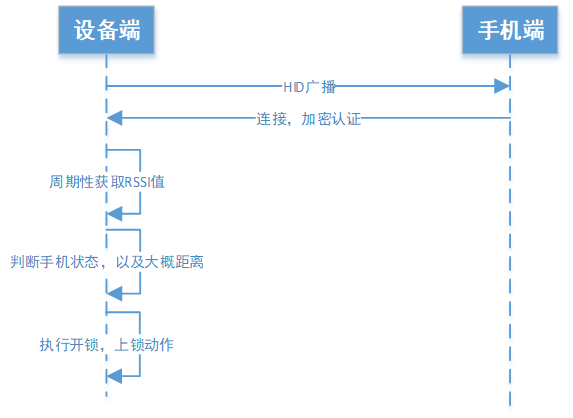 设备端
手机端
HID广播
连接，加密认证
周期性获取RSSI值
判断手机状态，以及大概距离
执行开锁，上锁动作